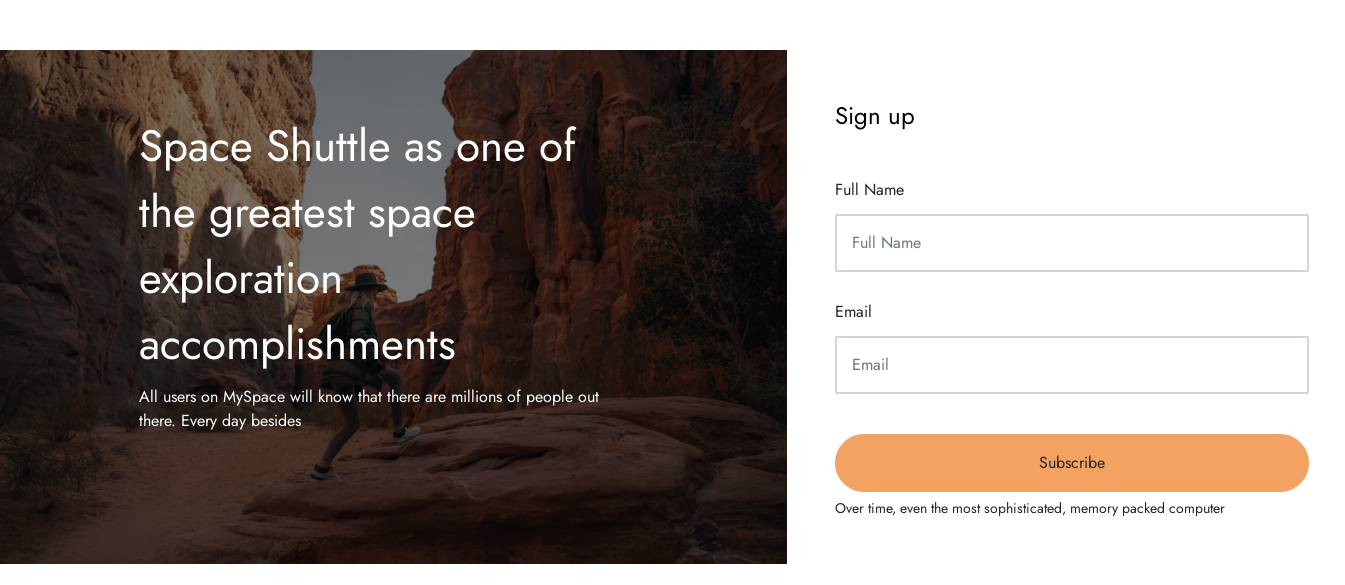 Space Shuttle as one of
the greatest space
exploration
accomplishments
All users on MySpace will know that there are millions of people out
there. Every day besides
Sign up
Full Name
Full Name
Email
Email
Subscribe
Over time, even the most sophisticated, memory packed computer